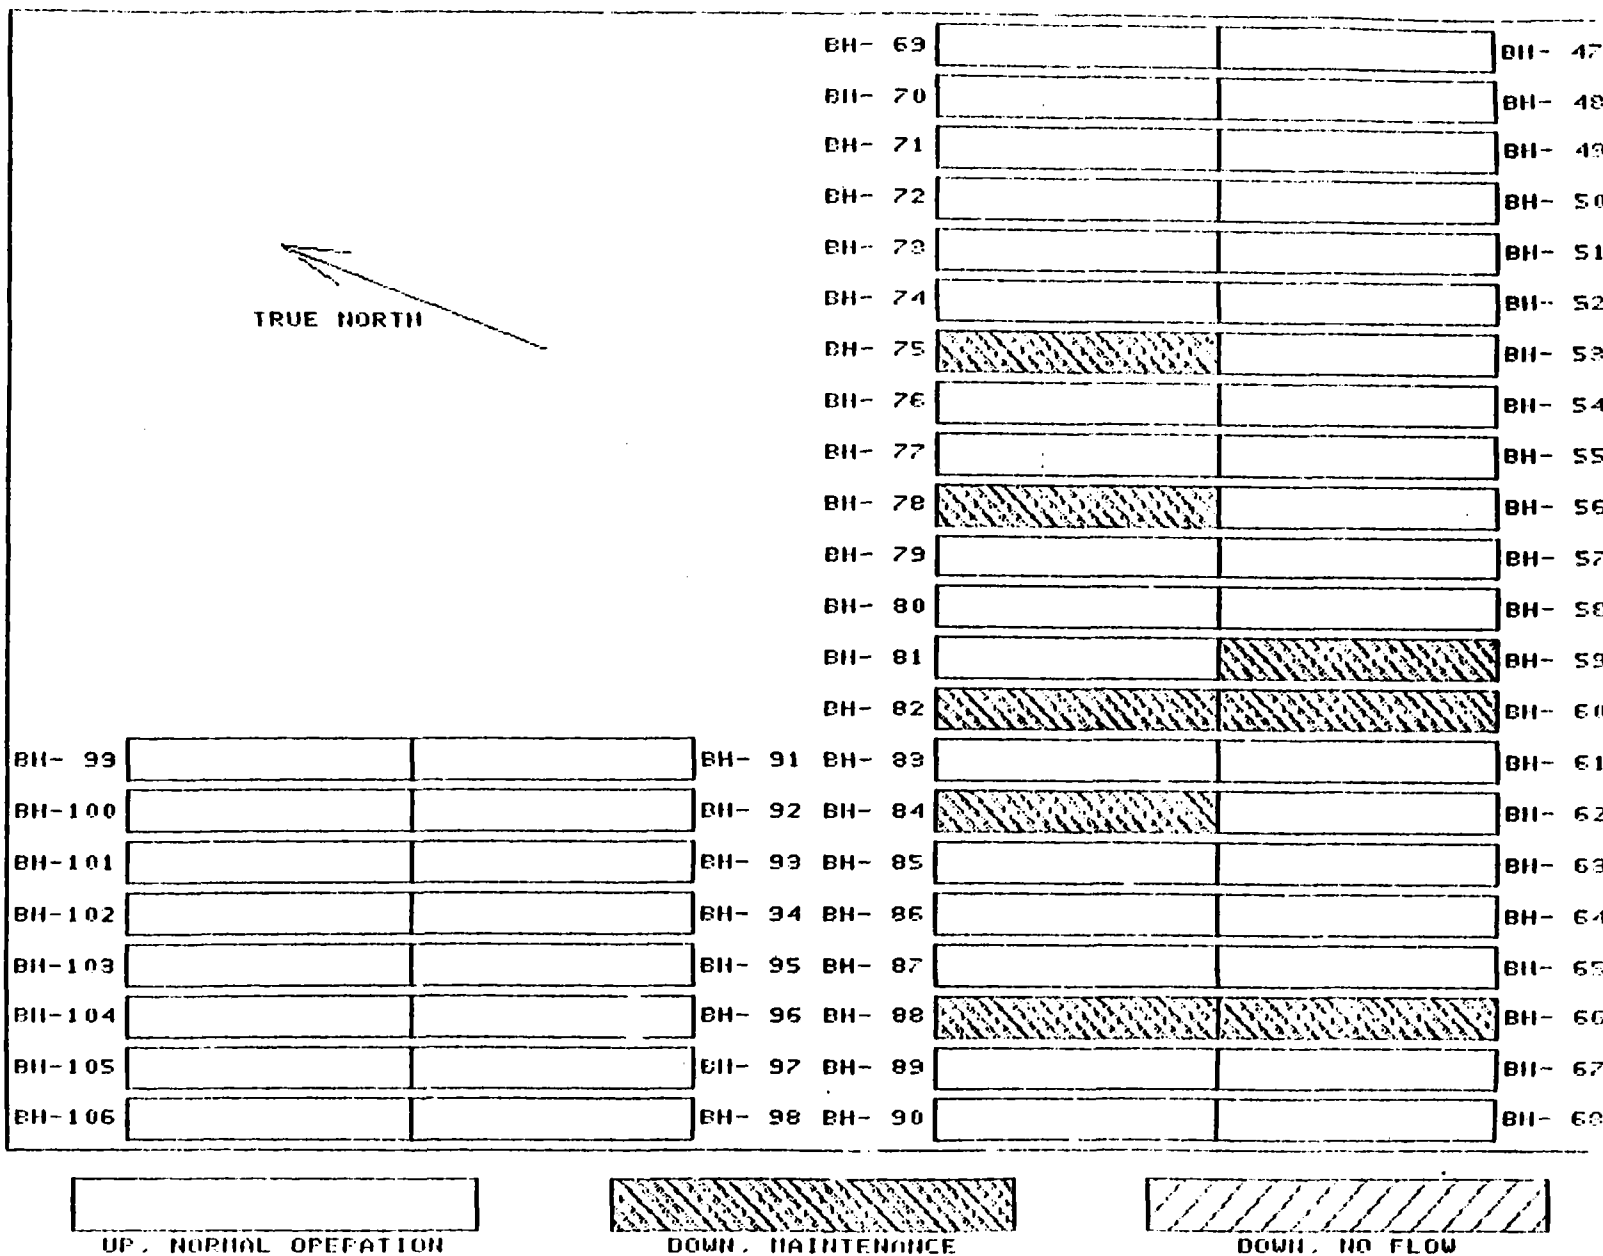 BH- 69 BH- 47
BH- 70 BH- 48
BH- 71 BH- 49
BH- 72 BH- 50
BH- 73 BH- 51
BH- 74 BH- 52
TRUE NORTH
BH- 75 BH- 53
BH- 76 BH- 54
BH- 77 BH- 55
BH- 78 BH- 56
BH- 79 BH- 57
BH- 80 BH- 58
BH- 81 BH- 59
BH- 82 BH- 60
BH- 99 BH- 91 BH- 83 BH- 61
BH-100 BH- 92 BH- 84 BH- 62
BH-101 BH- 93 BH- 85 BH- 63
BH-102 BH- 94 BH- 86 BH- 64
BH-103 BH- 95 BH- 87 BH- 65
BH-104 BH- 96 BH- 88 BH- 66
BH-105 BH- 97 BH- 89 BH- 67
BH-106 BH- 98 BH- 90 BH- 68
UP, NORMAL OPERATION DOWN, MAINTENANCE DOWN, NO FLOW